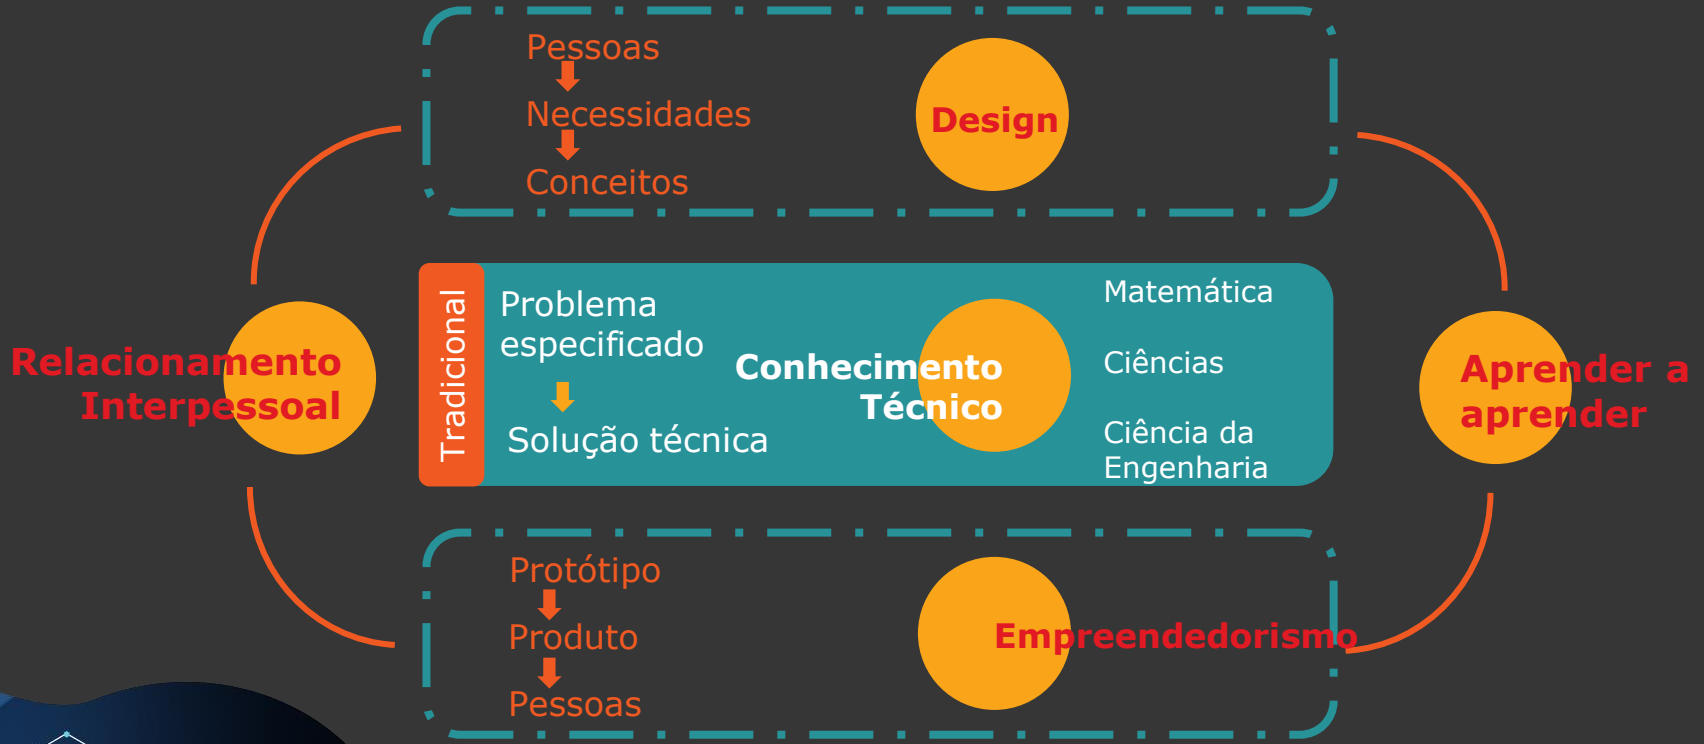 Pessoas
Necessidades
Conceitos
Design
Relacionamento
Interpessoal
Tradicional
Problema
especificado
Solução técnica
Conhecimento
Técnico
Matemática
Ciências
Ciência da
Engenharia
Aprender a
aprender
Protótipo
Produto
Pessoas
Empreendedorismo